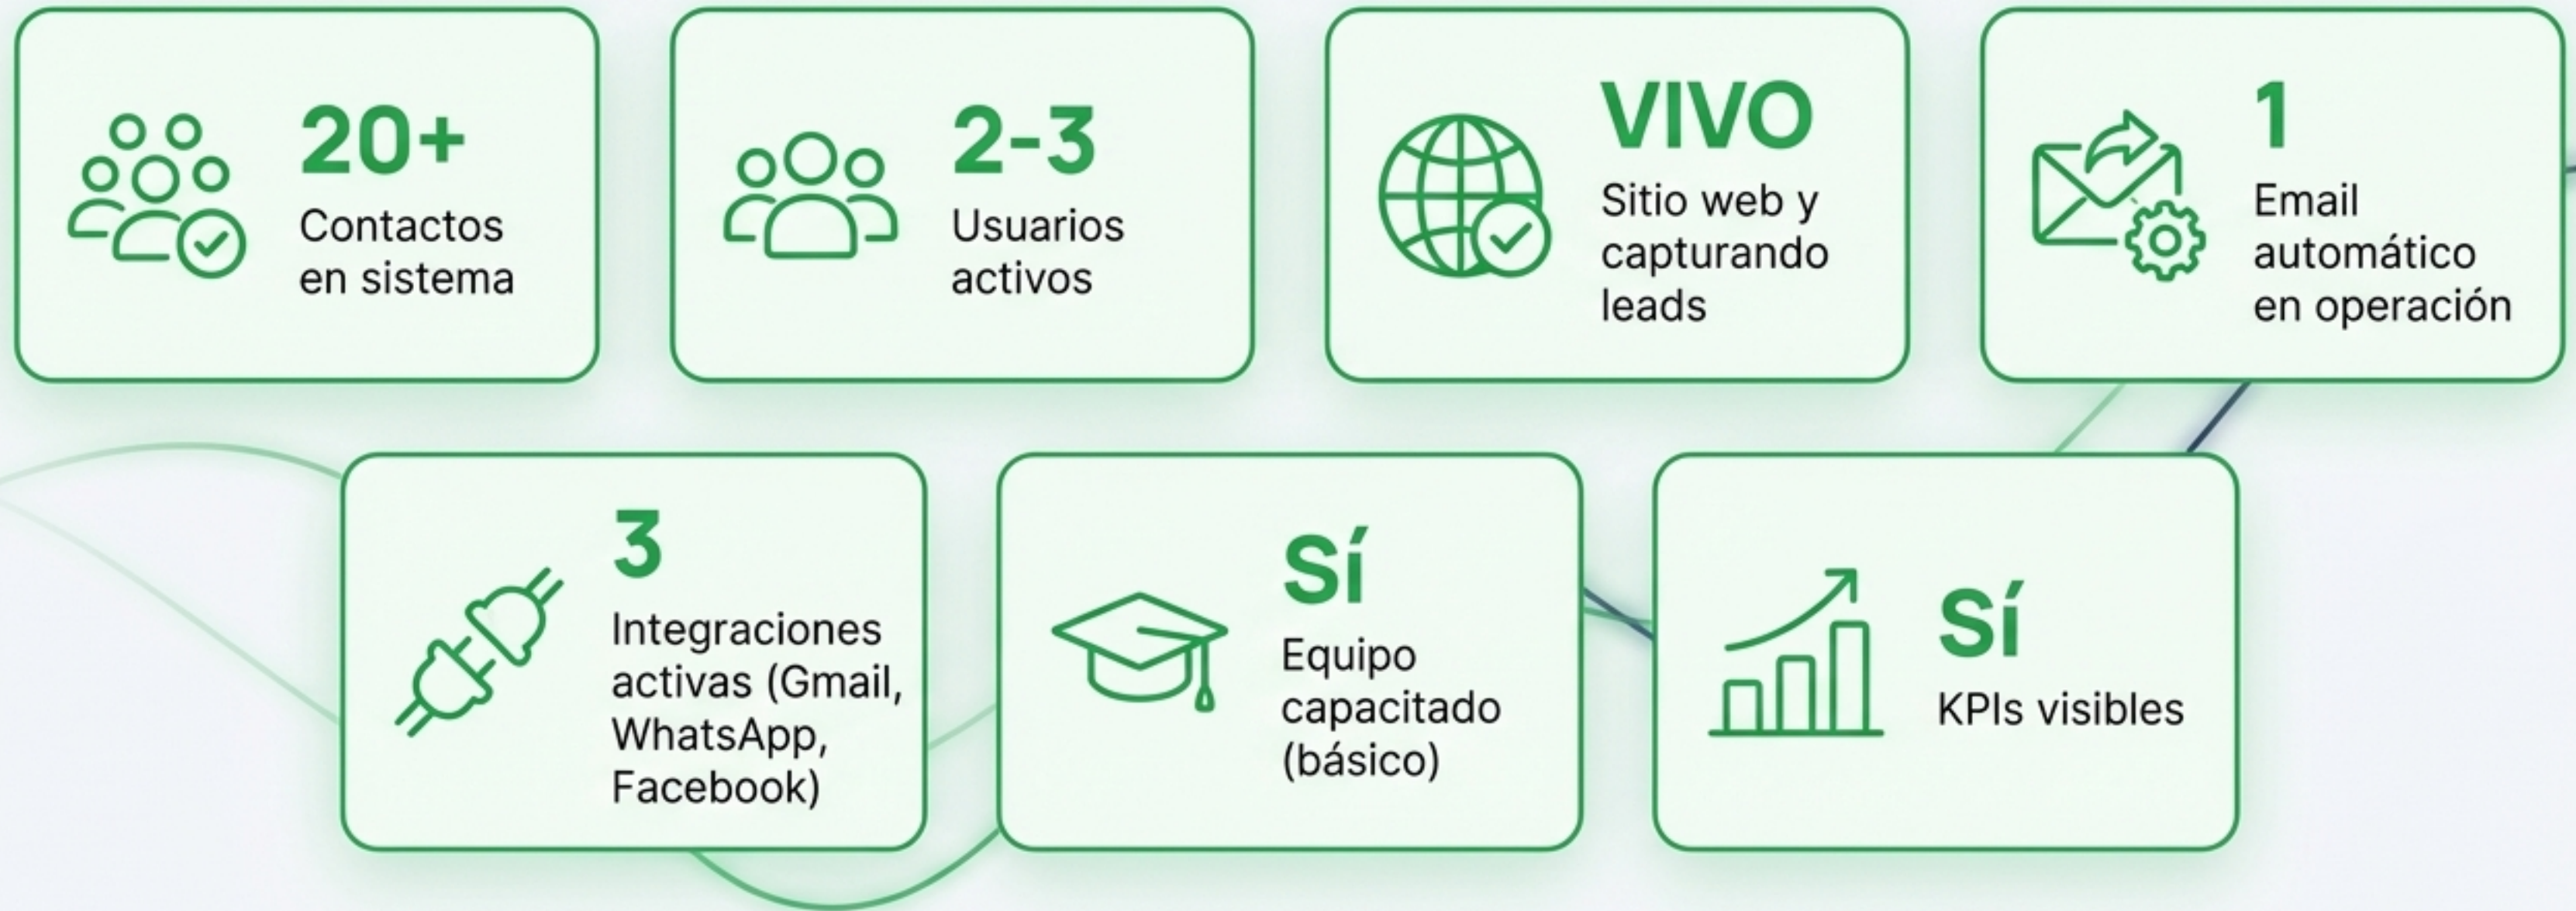 20+
Contactos
en sistema
2-3
Usuarios
activos
VIVO
Sitio web y
capturando
leads
1
Email
automático
en operación
3
Integraciones
activas (Gmail,
WhatsApp,
Facebook)
Sí
Equipo
capacitado
(básico)
Sí
KPIs visibles